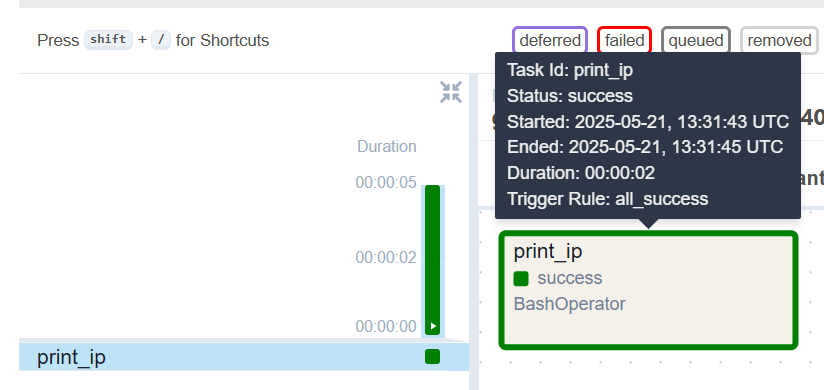 Press shift + / for Shortcuts
deferred failed queued removed
Task Id: print_ip
Status: success
Started: 2025-05-21, 13:31:43 UTC
Ended: 2025-05-21, 13:31:45 UTC
Duration: 00:00:02
Trigger Rule: all_success
Duration
00:00:05
00:00:02
00:00:00
print_ip
print_ip
success
BashOperator